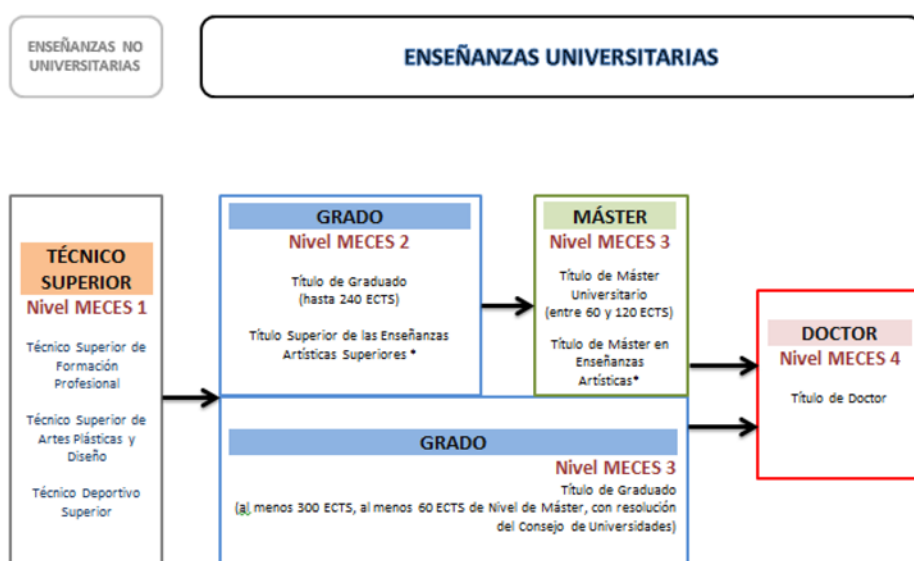 ENSEÑANZAS NO
UNIVERSITARIAS
ENSEÑANZAS UNIVERSITARIAS
TÉCNICO
SUPERIOR
Nivel MECES 1
Técnico Superior de
Formación
Profesional
Técnico Superior de
Artes Plásticas y
Diseño
Técnico Deportivo
Superior
GRADO
Nivel MECES 2
Título de Graduado
(hasta 240 ECTS)
Título Superior de las Enseñanzas
Artísticas Superiores *
MÁSTER
Nivel MECES 3
Título de Máster
Universitario
(entre 60 y 120 ECTS)
Título de Máster en
Enseñanzas
Artísticas*
GRADO
Nivel MECES 3
Título de Graduado
(al menos 300 ECTS, al menos 60 ECTS de Nivel de Máster, con resolución
del Consejo de Universidades)
DOCTOR
Nivel MECES 4
Título de Doctor